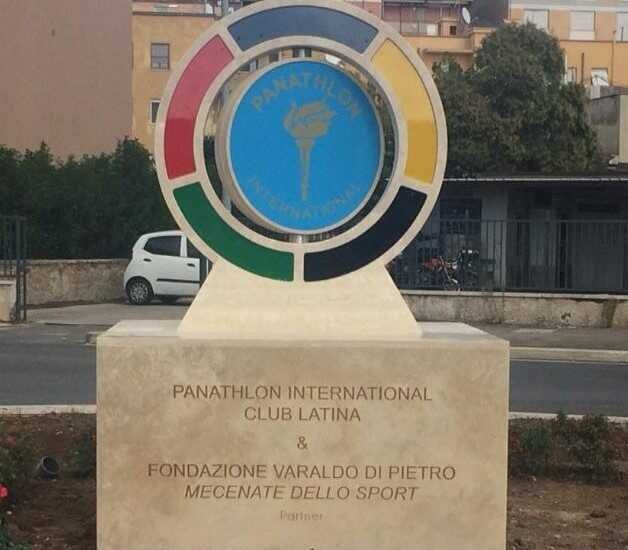 PANATHLON
INTERNATIONAL
PANATHLON INTERNATIONAL
CLUB LATINA
&
FONDAZIONE VARALDO DI PIETRO
MECENATE DELLO SPORT
Partner